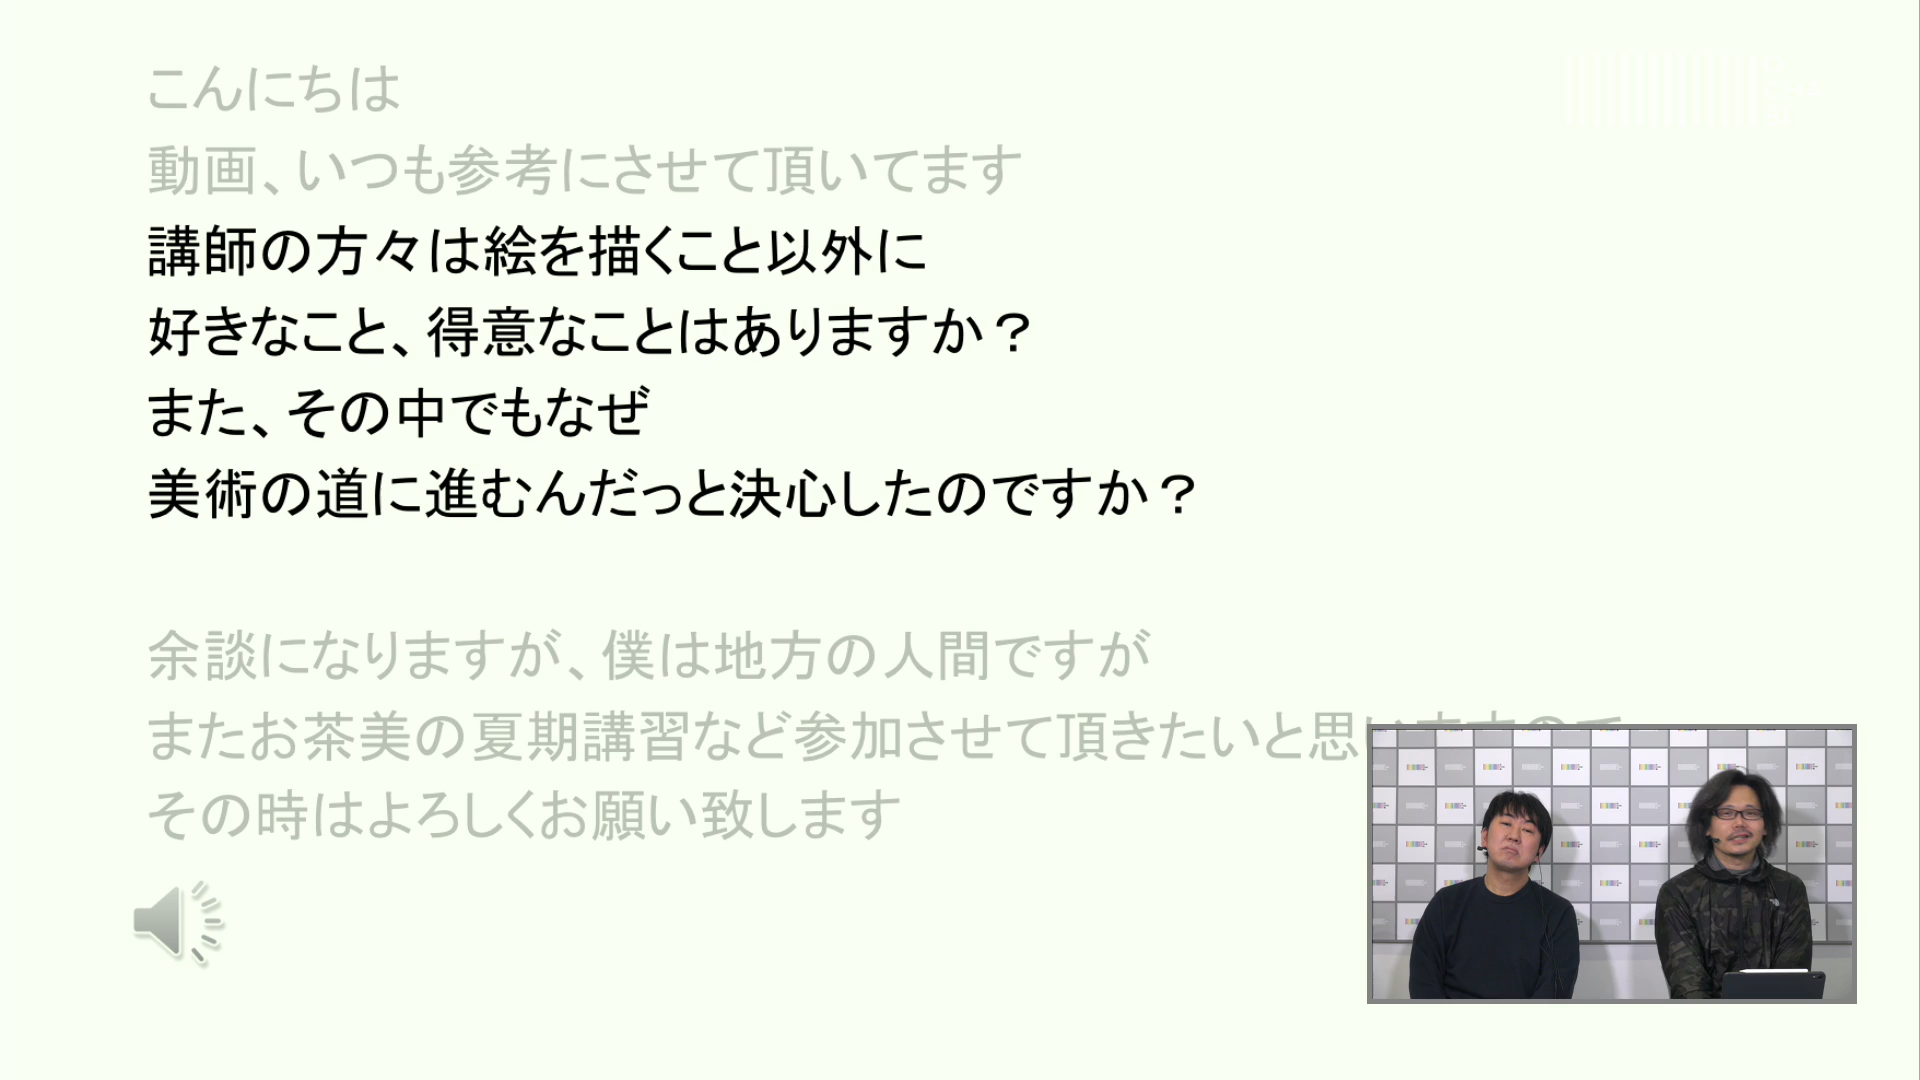 こんにちは
動画、いつも参考にさせて頂いてます
講師の方々は絵を描くこと以外に
好きなこと、得意なことはありますか？
また、その中でもなぜ
美術の道に進むんだっと決心したのですか？
余談になりますが、僕は地方の人間ですが
またお茶美の夏期講習など参加させて頂きたいと思いますので
その時はよろしくお願い致します